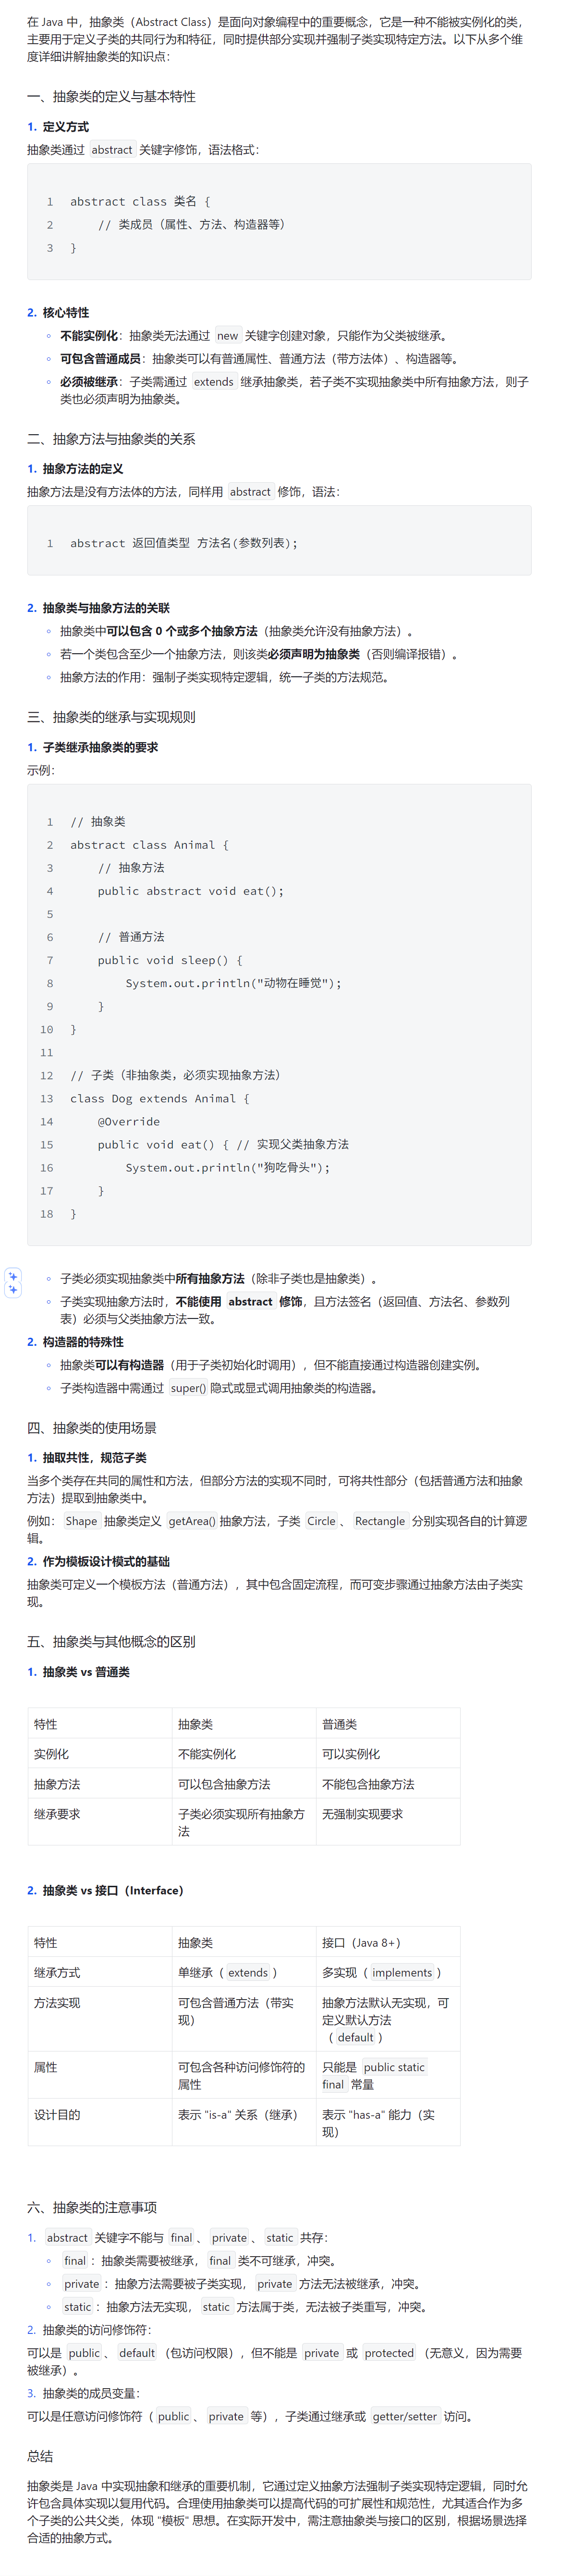 在 Java 中，抽象类（Abstract Class）是面向对象编程中的重要概念，它是一种不能被实例化的类，
主要用于定义子类的共同行为和特征，同时提供部分实现并强制子类实现特定方法。以下从多个维
度详细讲解抽象类的知识点：
一、抽象类的定义与基本特性
1. 定义方式
抽象类通过 abstract 关键字修饰，语法格式：
1 abstract class 类名 {
2     // 类成员（属性、方法、构造器等）
3 }
2. 核心特性
不能实例化：抽象类无法通过 new 关键字创建对象，只能作为父类被继承。
可包含普通成员：抽象类可以有普通属性、普通方法（带方法体）、构造器等。
必须被继承：子类需通过 extends 继承抽象类，若子类不实现抽象类中所有抽象方法，则子
类也必须声明为抽象类。
二、抽象方法与抽象类的关系
1. 抽象方法的定义
抽象方法是没有方法体的方法，同样用 abstract 修饰，语法：
1 abstract 返回值类型 方法名(参数列表);
2. 抽象类与抽象方法的关联
抽象类中可以包含 0 个或多个抽象方法（抽象类允许没有抽象方法）。
若一个类包含至少一个抽象方法，则该类必须声明为抽象类（否则编译报错）。
抽象方法的作用：强制子类实现特定逻辑，统一子类的方法规范。
三、抽象类的继承与实现规则
1. 子类继承抽象类的要求
示例：
1 // 抽象类
2 abstract class Animal {
3     // 抽象方法
4     public abstract void eat();
5
6     // 普通方法
7     public void sleep() {
8         System.out.println("动物在睡觉");
9     }
10 }
11
12 // 子类（非抽象类，必须实现抽象方法）
13 class Dog extends Animal {
14     @Override
15     public void eat() { // 实现父类抽象方法
16         System.out.println("狗吃骨头");
17     }
18 }
子类必须实现抽象类中所有抽象方法（除非子类也是抽象类）。
子类实现抽象方法时，不能使用 abstract 修饰，且方法签名（返回值、方法名、参数列
表）必须与父类抽象方法一致。
2. 构造器的特殊性
抽象类可以有构造器（用于子类初始化时调用），但不能直接通过构造器创建实例。
子类构造器中需通过 super() 隐式或显式调用抽象类的构造器。
四、抽象类的使用场景
1. 抽取共性，规范子类
当多个类存在共同的属性和方法，但部分方法的实现不同时，可将共性部分（包括普通方法和抽象
方法）提取到抽象类中。
例如： Shape 抽象类定义 getArea() 抽象方法，子类 Circle 、 Rectangle 分别实现各自的计算逻
辑。
2. 作为模板设计模式的基础
抽象类可定义一个模板方法（普通方法），其中包含固定流程，而可变步骤通过抽象方法由子类实
现。
五、抽象类与其他概念的区别
1. 抽象类 vs 普通类
特性 抽象类 普通类
实例化 不能实例化 可以实例化
抽象方法 可以包含抽象方法 不能包含抽象方法
继承要求 子类必须实现所有抽象方 无强制实现要求
法
2. 抽象类 vs 接口（Interface）
特性 抽象类 接口（Java 8+）
继承方式 单继承（ extends ） 多实现（ implements ）
方法实现 可包含普通方法（带实 抽象方法默认无实现，可
现） 定义默认方法
（ default ）
属性 可包含各种访问修饰符的 只能是 public static
属性 final 常量
设计目的 表示 "is-a" 关系（继承） 表示 "has-a" 能力（实
现）
六、抽象类的注意事项
1. abstract 关键字不能与 final 、 private 、 static 共存：
final ：抽象类需要被继承， final 类不可继承，冲突。
private ：抽象方法需要被子类实现， private 方法无法被继承，冲突。
static ：抽象方法无实现， static 方法属于类，无法被子类重写，冲突。
2. 抽象类的访问修饰符：
可以是 public 、 default （包访问权限），但不能是 private 或 protected （无意义，因为需要
被继承）。
3. 抽象类的成员变量：
可以是任意访问修饰符（ public 、 private 等），子类通过继承或 getter/setter 访问。
总结
抽象类是 Java 中实现抽象和继承的重要机制，它通过定义抽象方法强制子类实现特定逻辑，同时允
许包含具体实现以复用代码。合理使用抽象类可以提高代码的可扩展性和规范性，尤其适合作为多
个子类的公共父类，体现 "模板" 思想。在实际开发中，需注意抽象类与接口的区别，根据场景选择
合适的抽象方式。